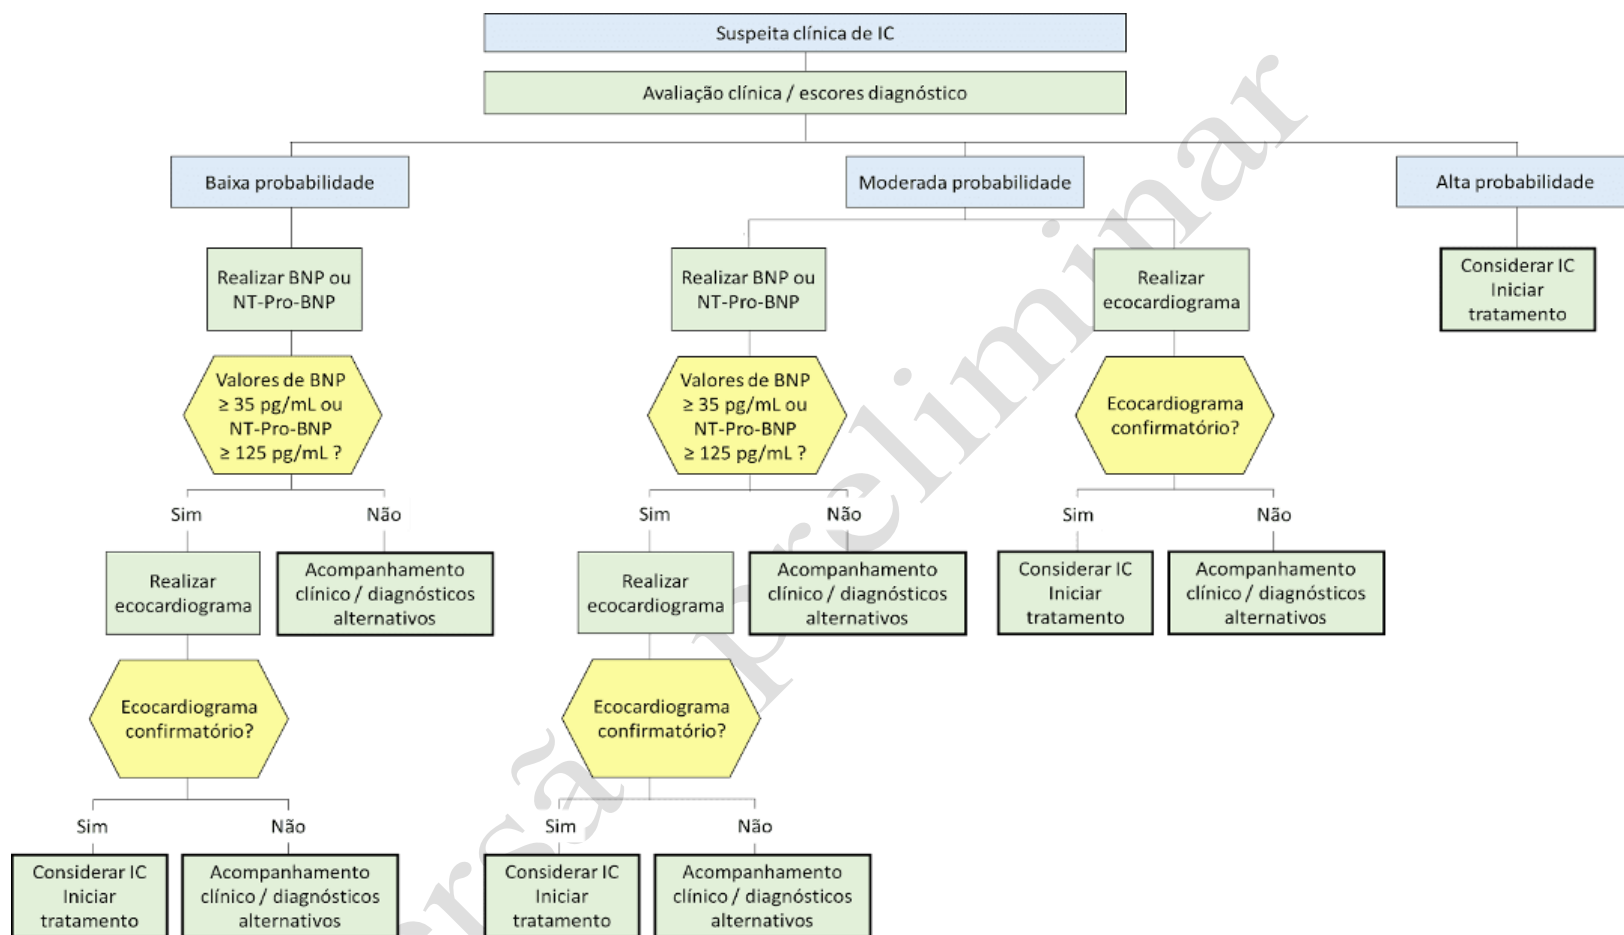 Suspeita clínica de IC
Avaliação clínica / escores diagnóstico
Baixa probabilidade
Moderada probabilidade
Alta probabilidade
Realizar BNP ou
NT-Pro-BNP
Realizar BNP ou
NT-Pro-BNP
Realizar
ecocardiograma
Considerar IC
Iniciar
tratamento
Valores de BNP
≥ 35 pg/mL ou
NT-Pro-BNP
≥ 125 pg/mL ?
Valores de BNP
≥ 35 pg/mL ou
NT-Pro-BNP
≥ 125 pg/mL ?
Ecocardiograma
confirmatório?
Sim
Não
Sim
Não
Sim
Não
Realizar
ecocardiograma
Acompanhamento
clínico / diagnósticos
alternativos
Realizar
ecocardiograma
Acompanhamento
clínico / diagnósticos
alternativos
Considerar IC
Iniciar
tratamento
Acompanhamento
clínico / diagnósticos
alternativos
Ecocardiograma
confirmatório?
Ecocardiograma
confirmatório?
Sim
Não
Sim
Não
Considerar IC
Iniciar
tratamento
Acompanhamento
clínico / diagnósticos
alternativos
Considerar IC
Iniciar
tratamento
Acompanhamento
clínico / diagnósticos
alternativos
ersão preliminar